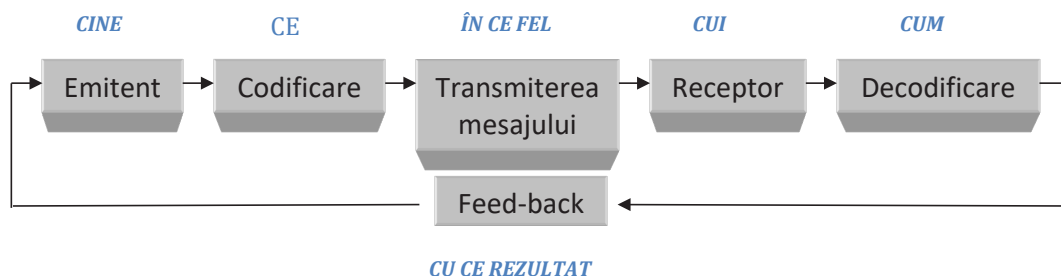 CINE CE ÎN CE FEL CUI CUM
Emitent Codificare Transmiterea Receptor Decodificare
mesajului
Feed-back
CU CE REZULTAT